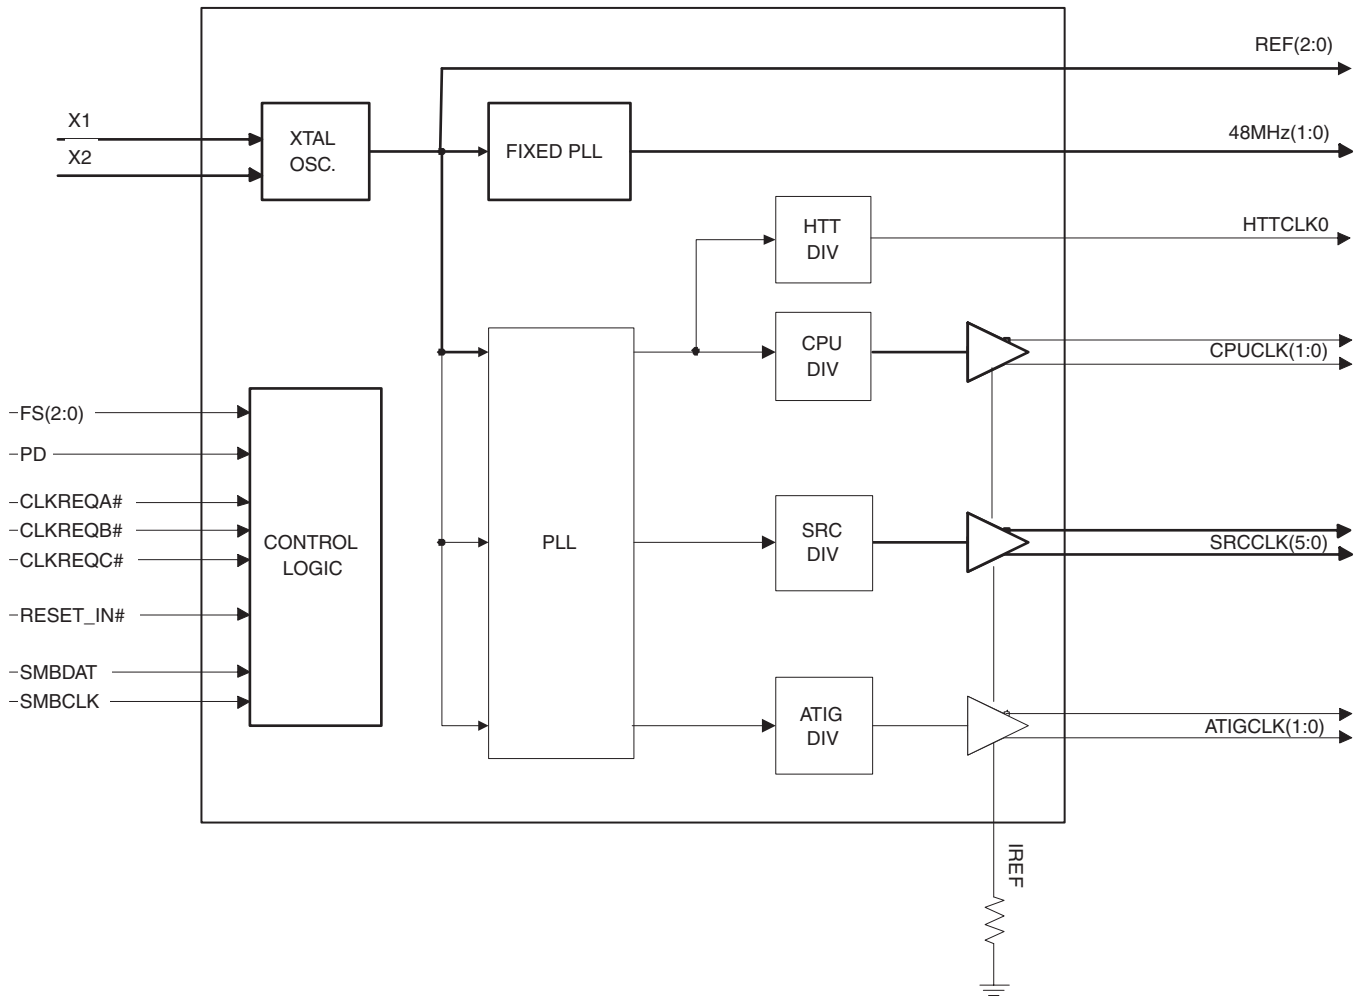 REF(2:0)
X1
X2
XTAL
OSC.
FIXED PLL
48MHz(1:0)
HTT
DIV
HTTCLK0
CPU
DIV
CPUCLK(1:0)
FS(2:0)
PD
CLKREQA#
CLKREQB#
CLKREQC#
RESET_IN#
SMBDAT
SMBCLK
CONTROL
LOGIC
PLL
SRC
DIV
SRCCLK(5:0)
ATIG
DIV
ATIGCLK(1:0)
IREF